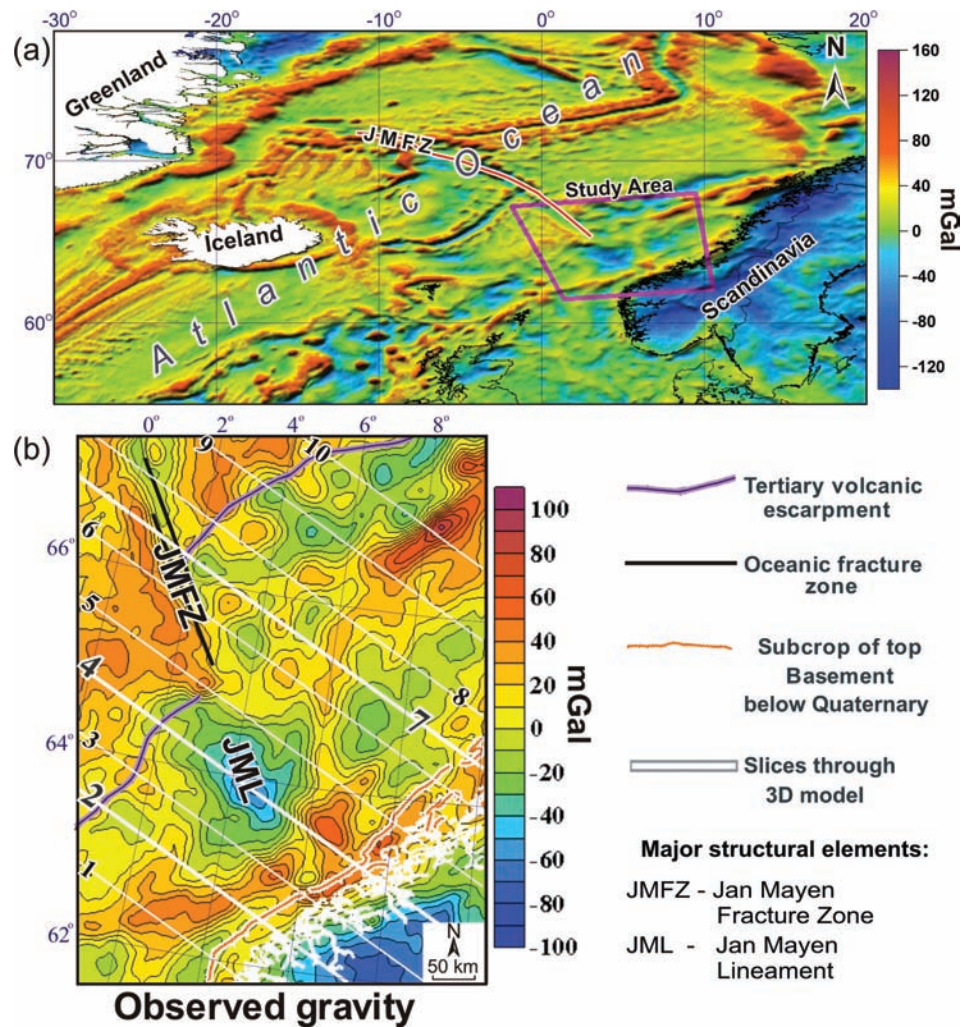 (a)
-30° -20° -10° 0° 10° 20°
Greenland
N
160
120
80
40
0
-40
-80
-120
mGal
70°
60°
JMFZ
Study Area
Iceland
Atlantic Ocean
Scandinavia
(b)
0° 2° 4° 6° 8°
66°
64°
62°
9
10
6
5
4
3
2
1
8
7
JMFZ
JML
N
50 km
100
80
60
40
20
0
-20
-40
-60
-80
-100
mGal
Observed gravity
Tertiary volcanic
escarpment
Oceanic fracture
zone
Subcrop of top
Basement
below Quaternary
Slices through
3D model
Major structural elements:
JMFZ - Jan Mayen
Fracture Zone
JML - Jan Mayen
Lineament